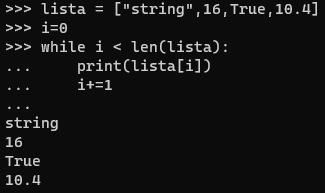 >>> lista = ["string",16,True,10.4]
>>> i=0
>>> while i < len(lista):
...     print(lista[i])
...     i+=1
...
string
16
True
10.4